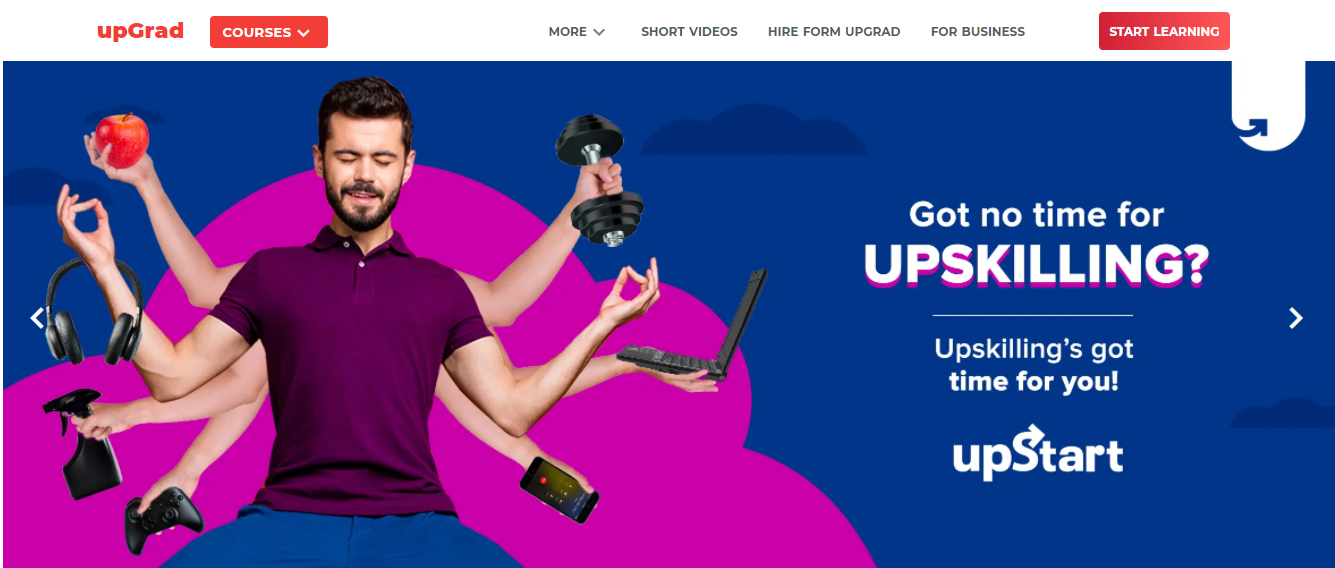 upGrad
COURSES
MORE
SHORT VIDEOS
HIRE FORM UPGRAD
FOR BUSINESS
START LEARNING
Got no time for
UPSKILLING?
Upskilling's got
time for you!
upStart